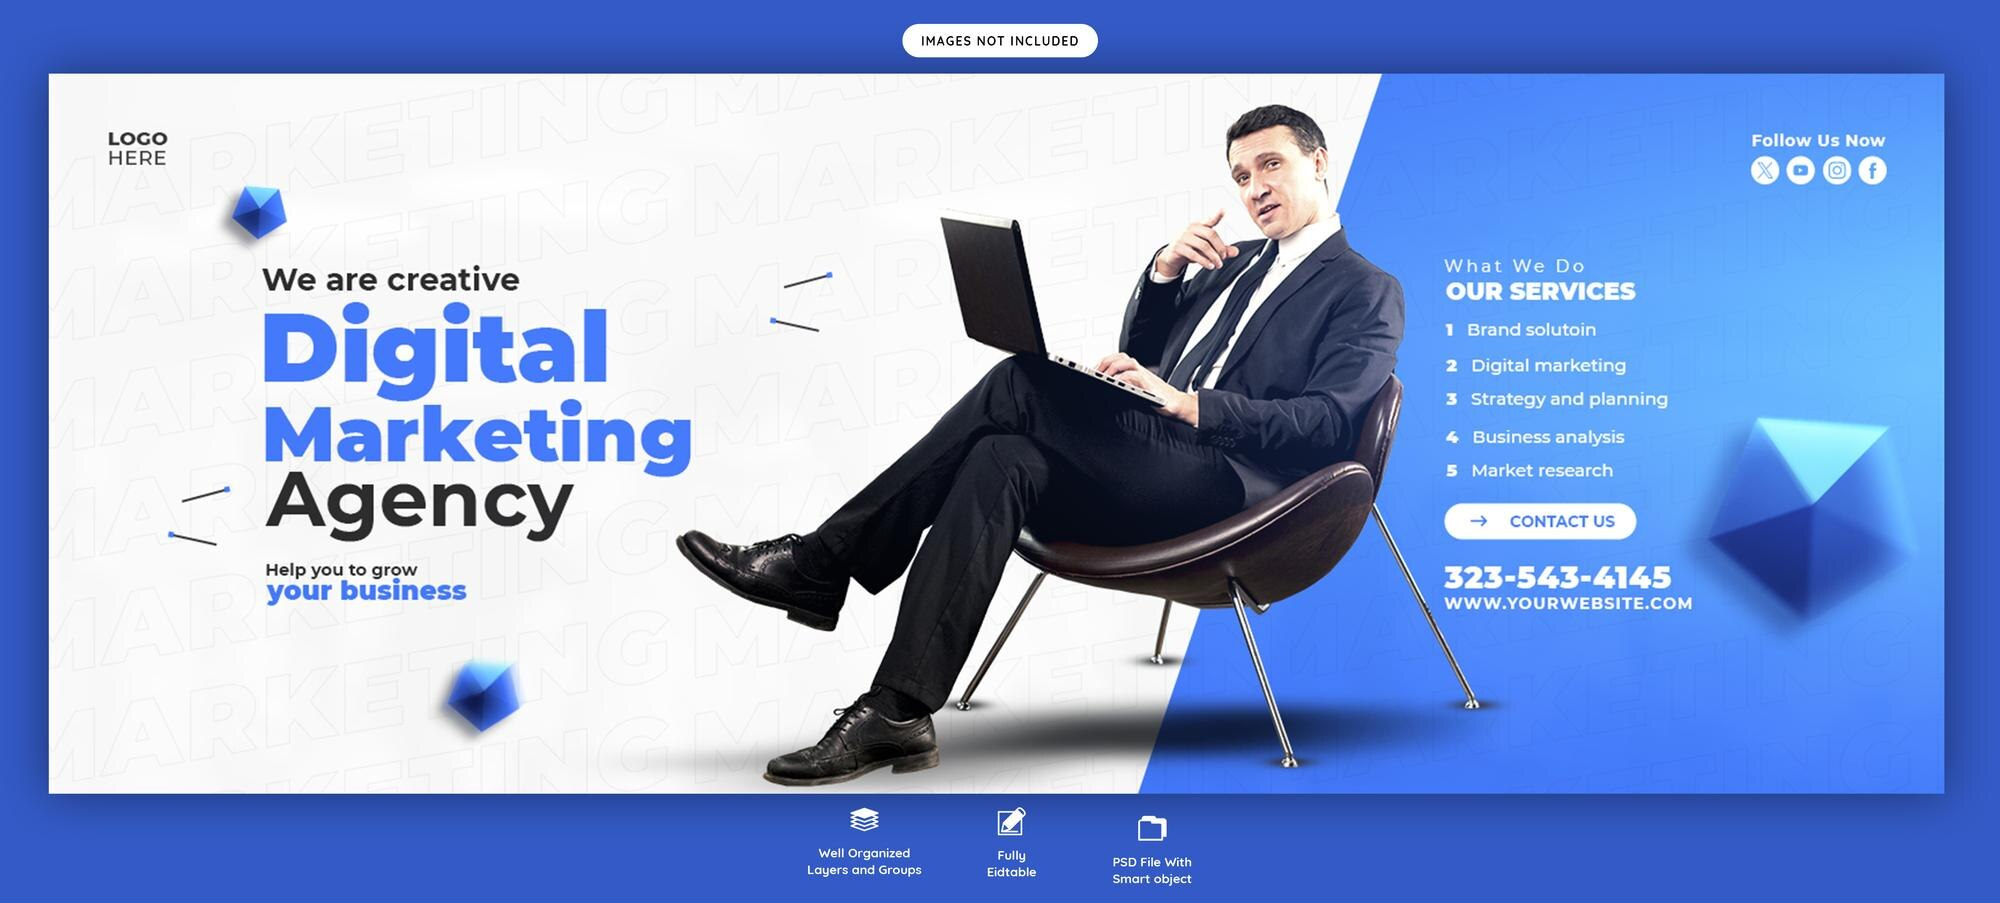 IMAGES NOT INCLUDED
LOGO
HERE
We are creative
Digital
Marketing
Agency
Help you to grow
your business
Follow Us Now
What We Do
OUR SERVICES
1 Brand solutoin
2 Digital marketing
3 Strategy and planning
4 Business analysis
5 Market research
→ CONTACT US
323-543-4145
WWW.YOURWEBSITE.COM
MARKETING MARKETING MARKETING
Well Organized
Layers and Groups
Fully
Eidtable
PSD File With
Smart object